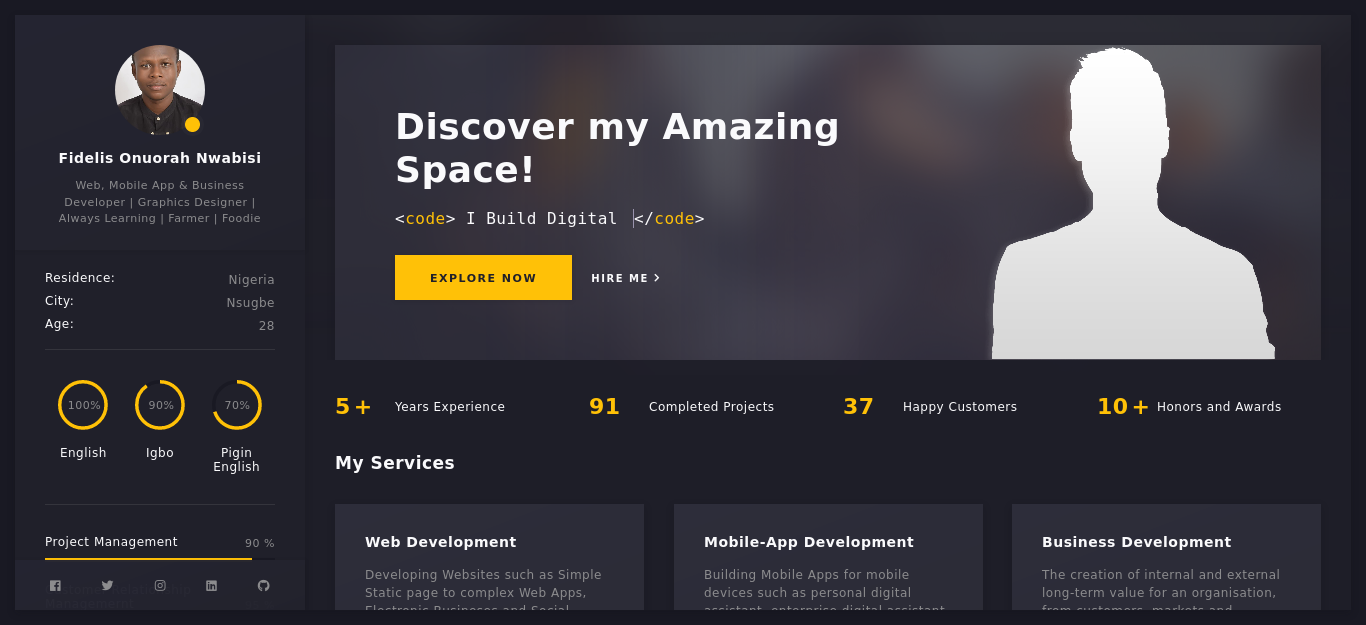 Fidelis Onuorah Nwabisi
Web, Mobile App & Business
Developer | Graphics Designer |
Always Learning | Farmer | Foodie
Residence: Nigeria
City: Nsugbe
Age: 28
100% 90% 70%
English Igbo Pigin
English
Project Management 90 %
Management
Discover my Amazing
Space!
<code> I Build Digital </code>
EXPLORE NOW HIRE ME
5 + Years Experience 91 Completed Projects 37 Happy Customers 10 + Honors and Awards
My Services
Web Development
Developing Websites such as Simple
Static page to complex Web Apps,
Electronic Businesses and Social
Mobile-App Development
Building Mobile Apps for mobile
devices such as personal digital
assistant, enterprise digital assistant
Business Development
The creation of internal and external
long-term value for an organisation,
from customers, markets and